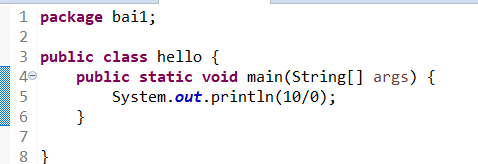 1 package bai1;
2
3 public class hello {
4 public static void main(String[] args) {
5 System.out.println(10/0);
6 }
7
8 }